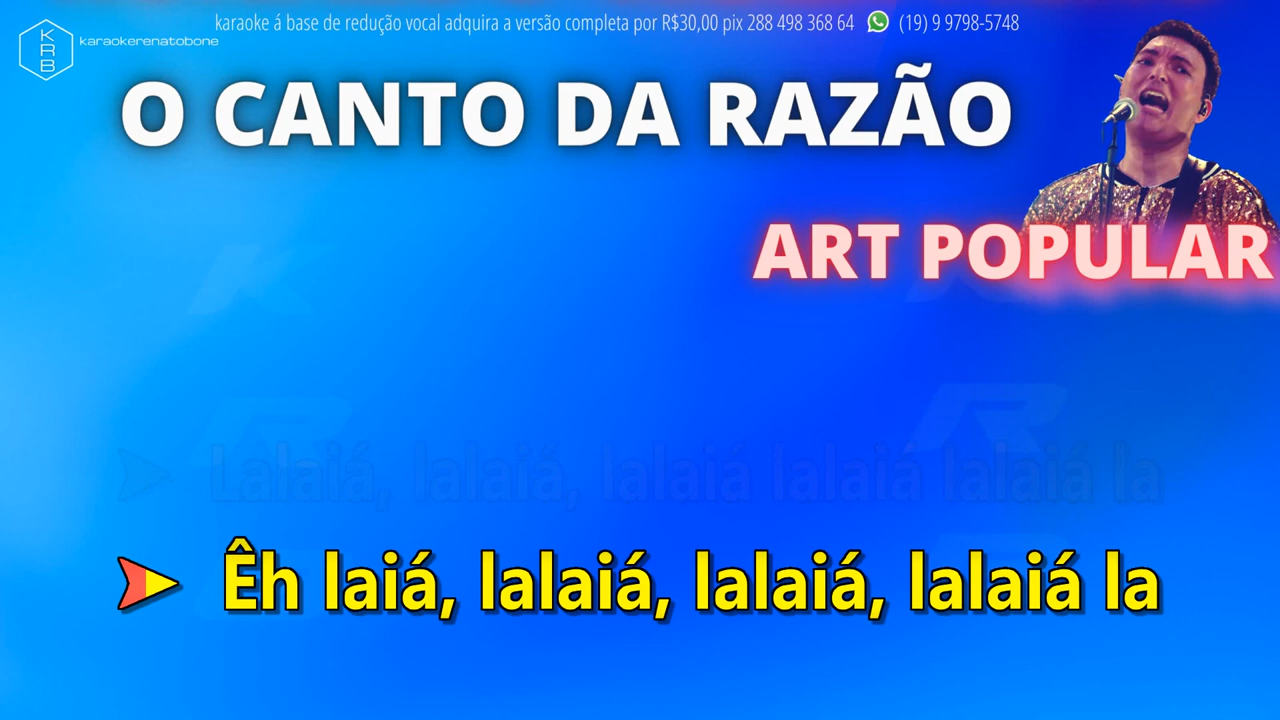 karaoke á base de redução vocal adquira a versão completa por R$30,00 pix 288 498 368 64 (19) 9 9798-5748
KRB
karaokerenatobone
O CANTO DA RAZÃO
ART POPULAR
Lalaiá, lalaiá, lalaiá lalaiá lalaiá la
Êh laiá, lalaiá, lalaiá, lalaiá la